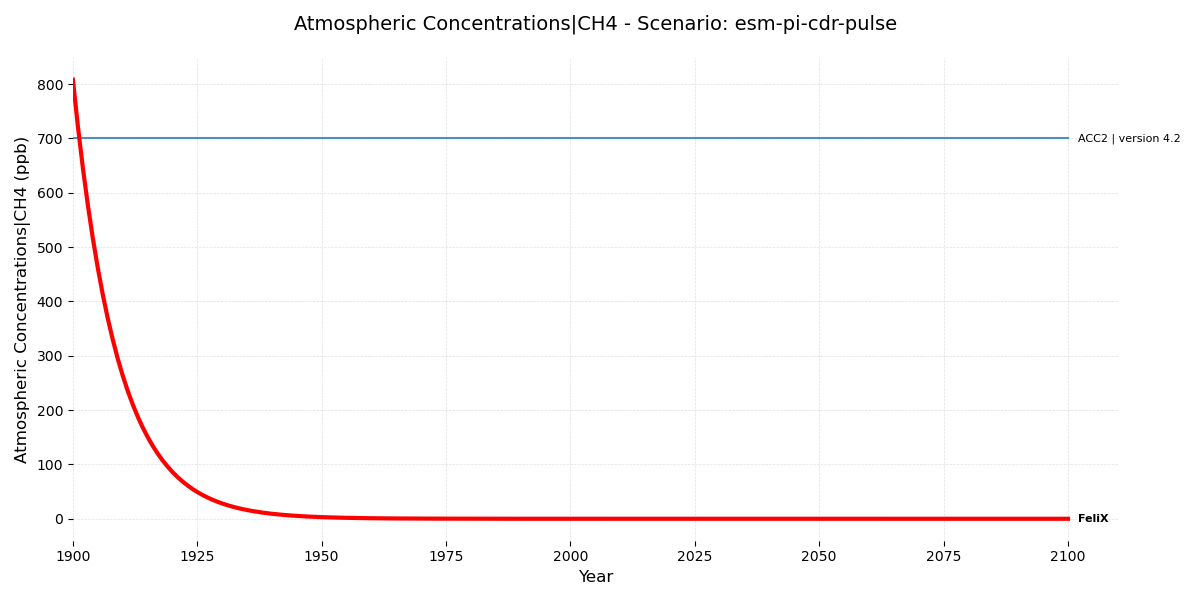 Atmospheric Concentrations|CH4 - Scenario: esm-pi-cdr-pulse
Atmospheric Concentrations|CH4 (ppb)
800
700
600
500
400
300
200
100
0
ACC2 | version 4.2
FeliX
1900 1925 1950 1975 2000 2025 2050 2075 2100
Year